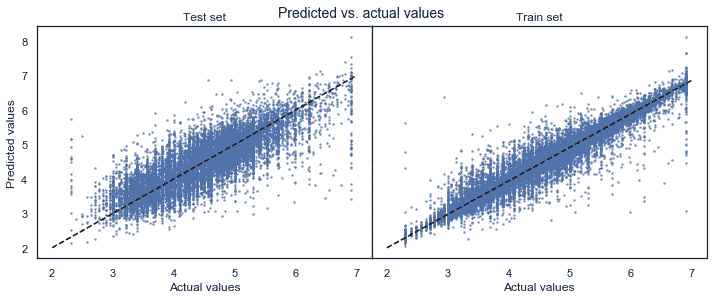 Predicted vs. actual values
Test set
Train set
Predicted values
8
7
6
5
4
3
2
2 3 4 5 6 7
2 3 4 5 6 7
Actual values
Actual values